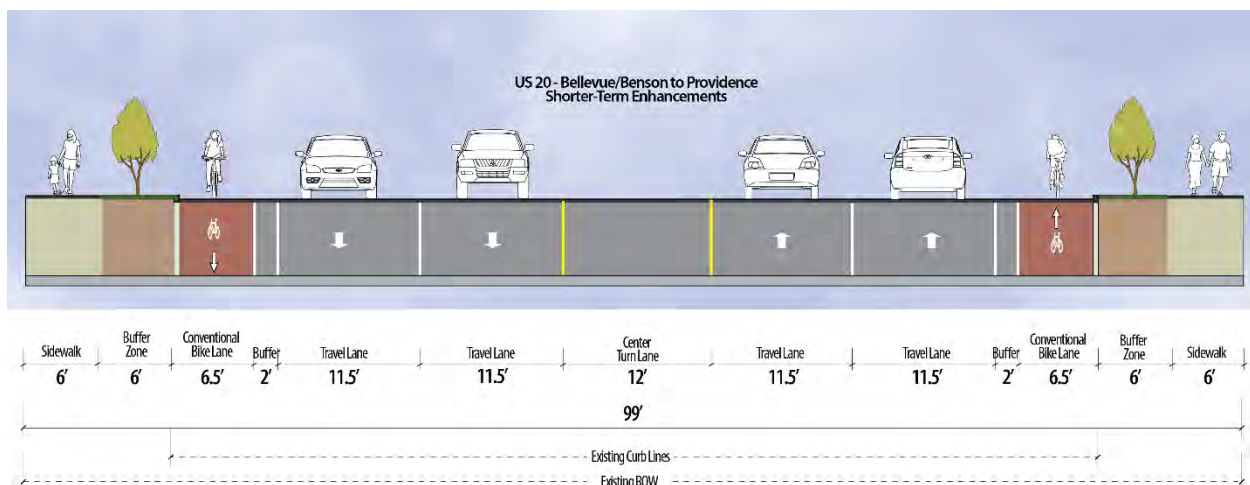 US 20 - Bellevue/Benson to Providence
Shorter-Term Enhancements
Sidewalk
6'
Buffer
Zone
6'
Conventional
Bike Lane
6.5'
Buffer
2'
Travel Lane
11.5'
Travel Lane
11.5'
Center
Turn Lane
12'
Travel Lane
11.5'
Travel Lane
11.5'
Buffer
2'
Conventional
Bike Lane
6.5'
Buffer
Zone
6'
Sidewalk
6'
99'
Existing Curb Lines
Existing ROW